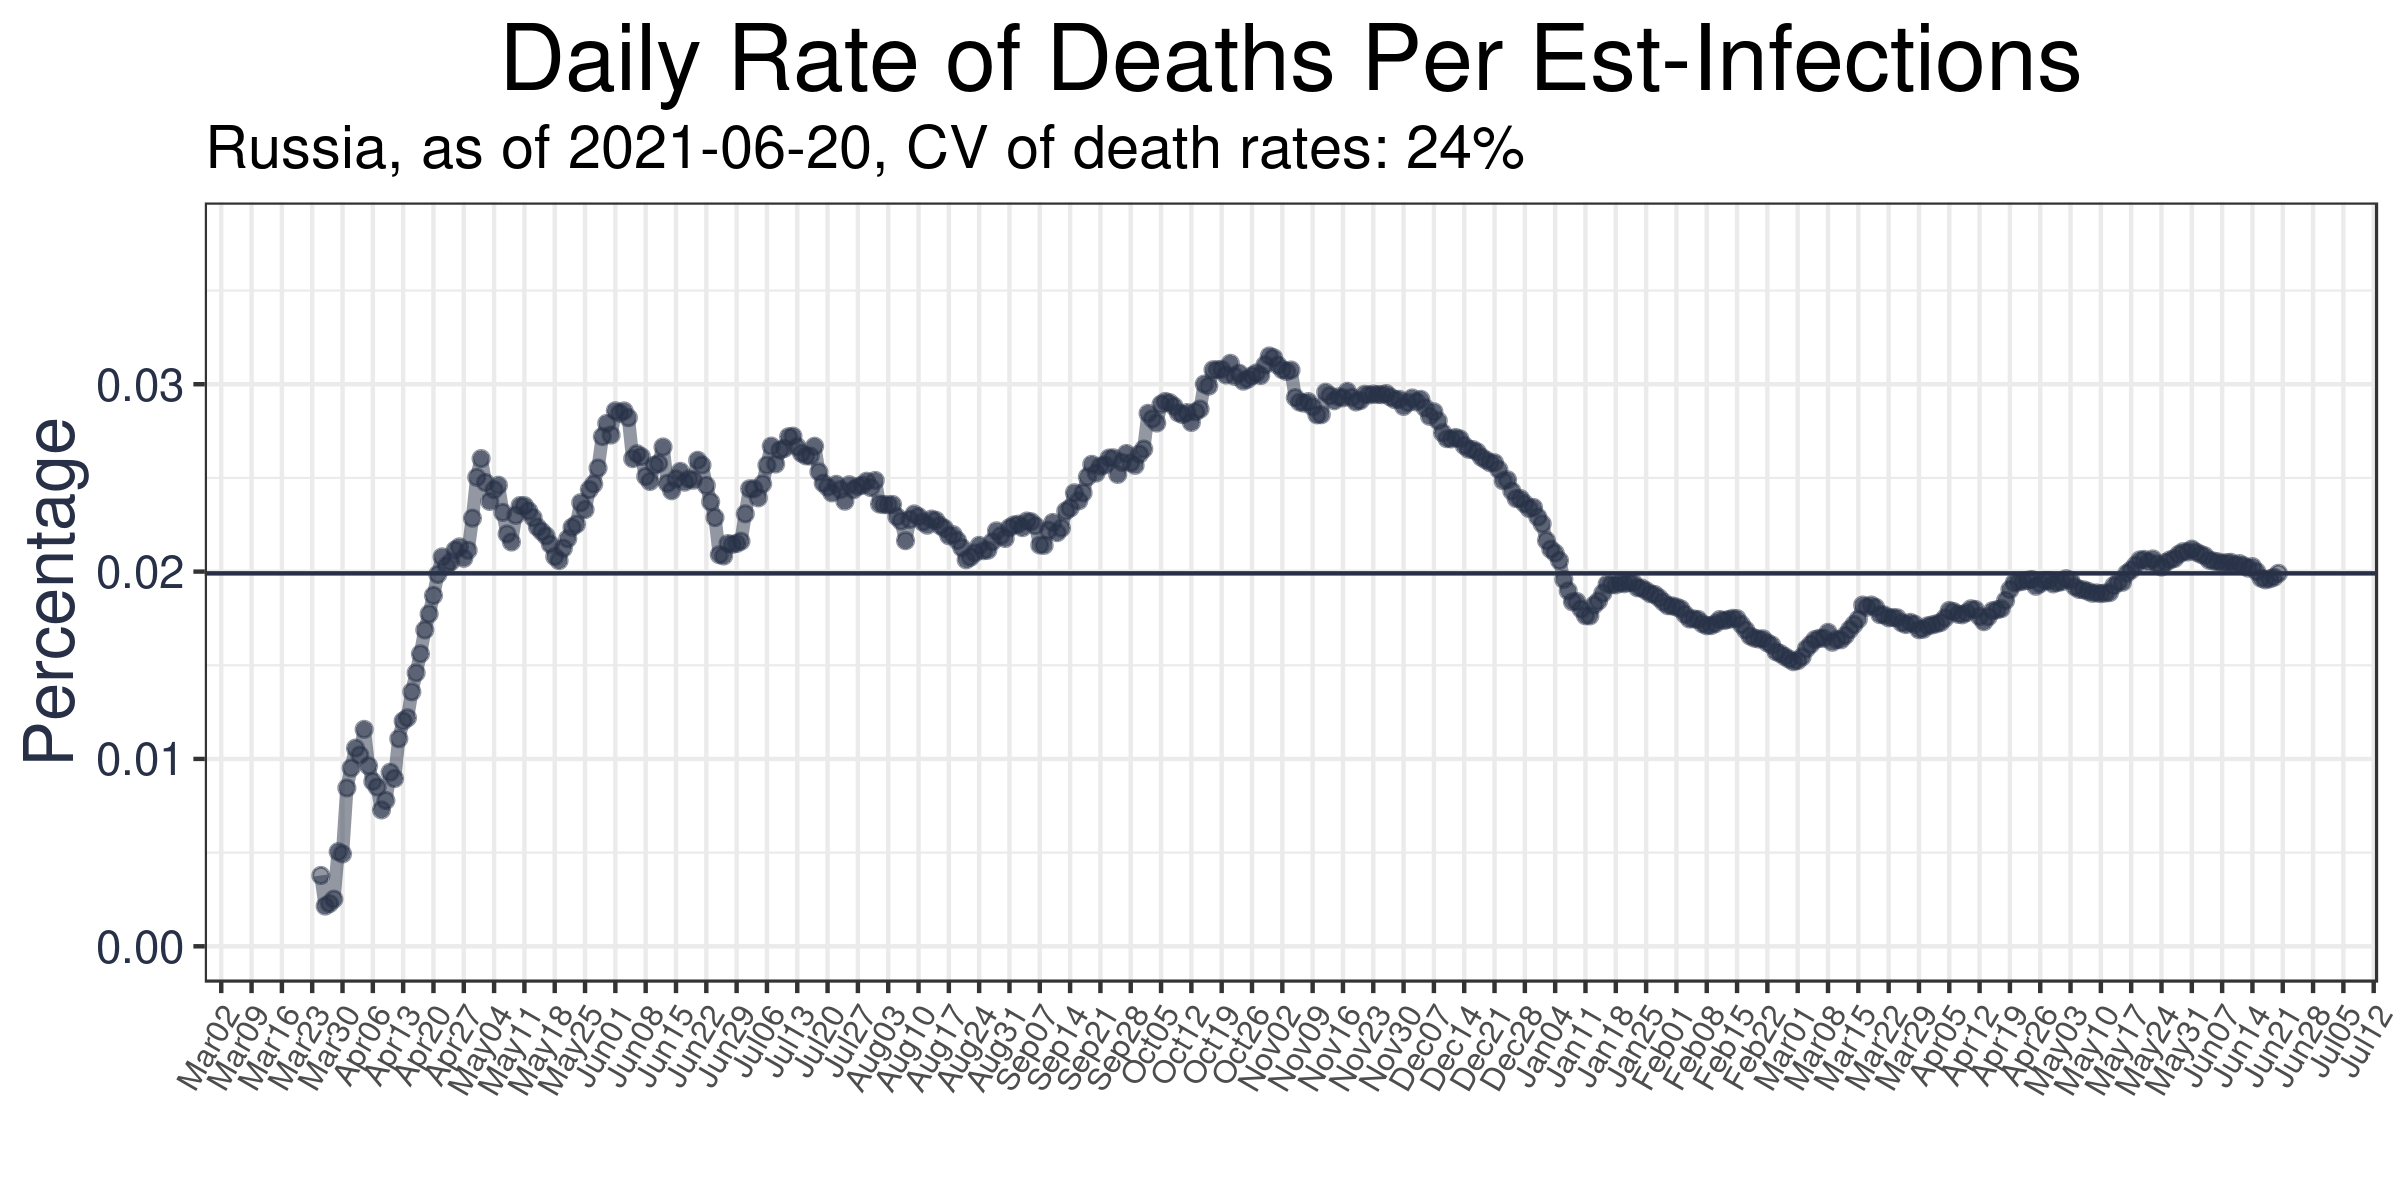 Daily Rate of Deaths Per Est-Infections
Russia, as of 2021-06-20, CV of death rates: 24%
Percentage
0.03
0.02
0.01
0.00
Mar02
Mar09
Mar16
Mar23
Mar30
Apr06
Apr13
Apr20
Apr27
May04
May11
May18
May25
Jun01
Jun08
Jun15
Jun22
Jun29
Jul06
Jul13
Jul20
Jul27
Aug03
Aug10
Aug17
Aug24
Aug31
Sep07
Sep14
Sep21
Sep28
Oct05
Oct12
Oct19
Oct26
Nov02
Nov09
Nov16
Nov23
Nov30
Dec07
Dec14
Dec21
Dec28
Jan04
Jan11
Jan18
Jan25
Feb01
Feb08
Feb15
Feb22
Mar01
Mar08
Mar15
Mar22
Mar29
Apr05
Apr12
Apr19
Apr26
May03
May10
May17
May24
May31
Jun07
Jun14
Jun21
Jun28
Jul05
Jul12